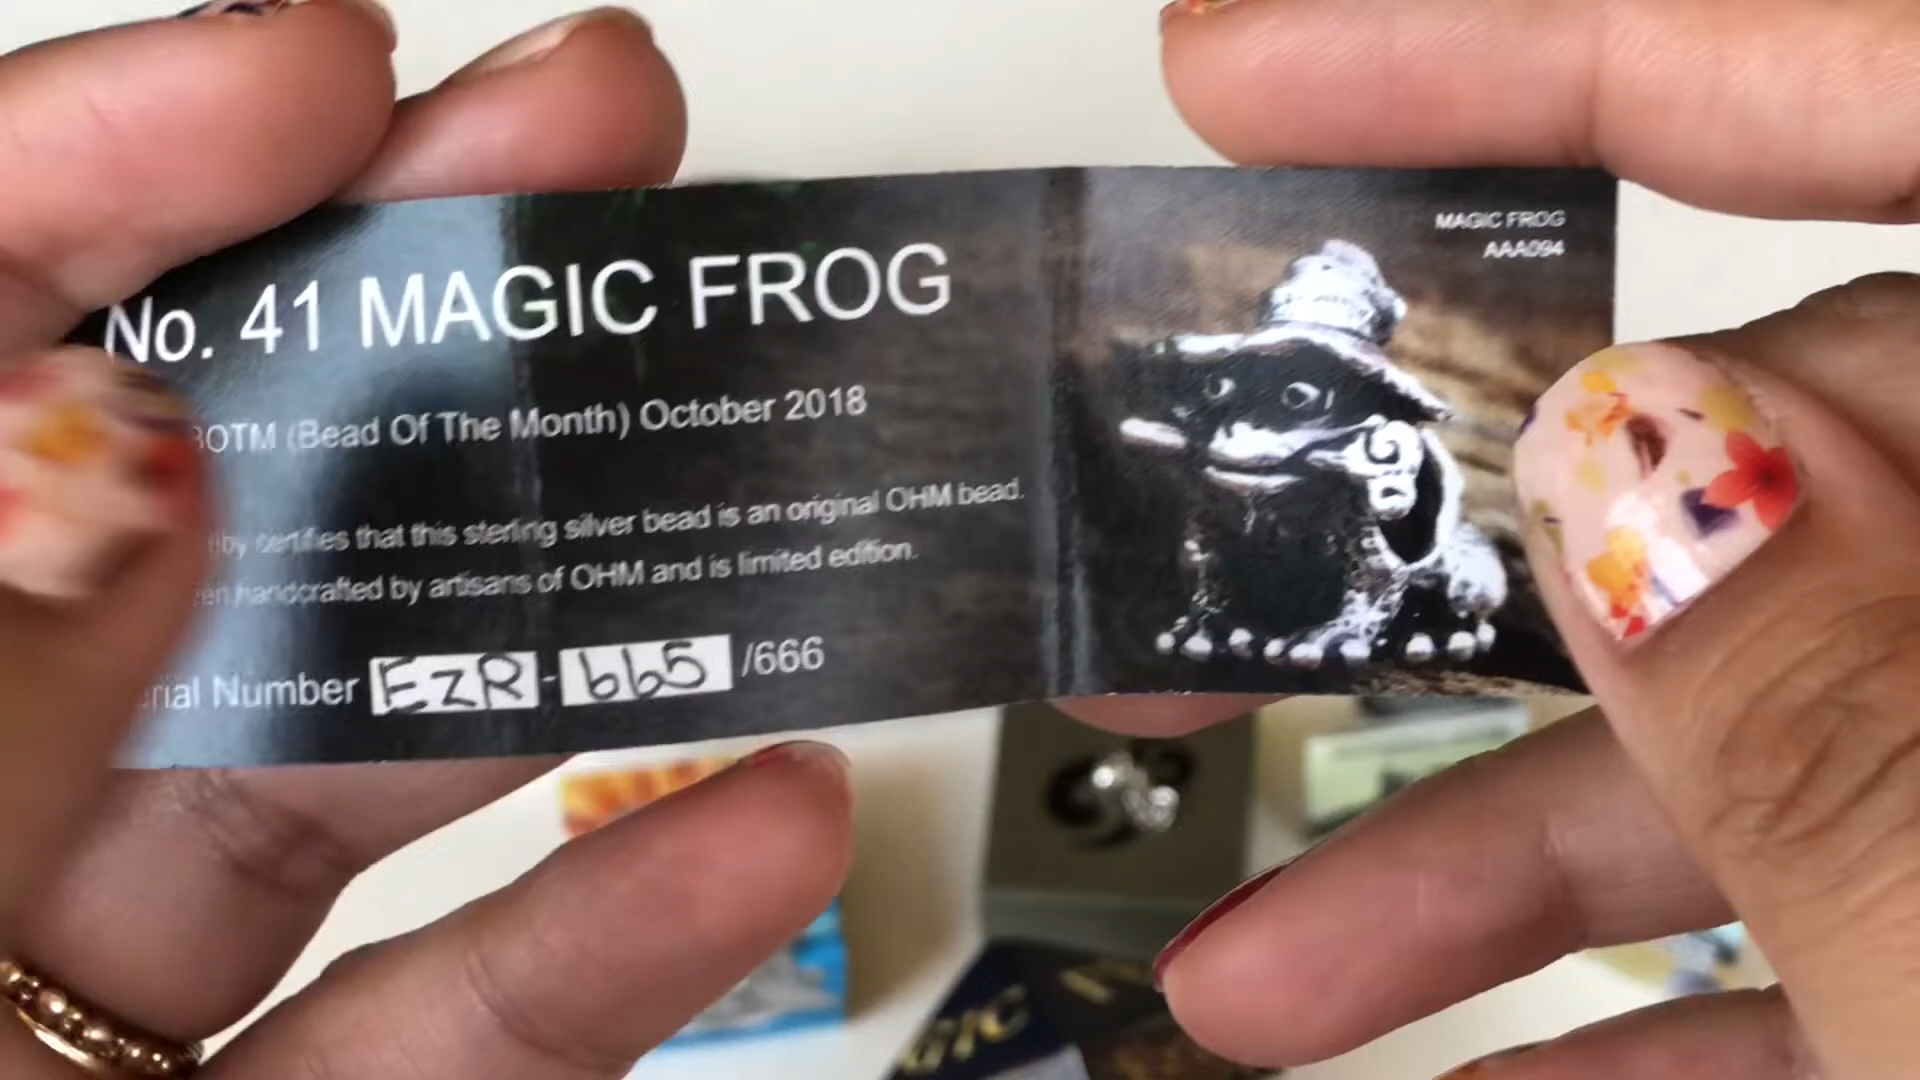 No. 41 MAGIC FROG
BOTM (Bead Of The Month) October 2018
certifies that this sterling silver bead is an original OHM bead.
handcrafted by artisans of OHM and is limited edition.
Number EZR-665 /666
MAGIC FROG
AAA094
GIC